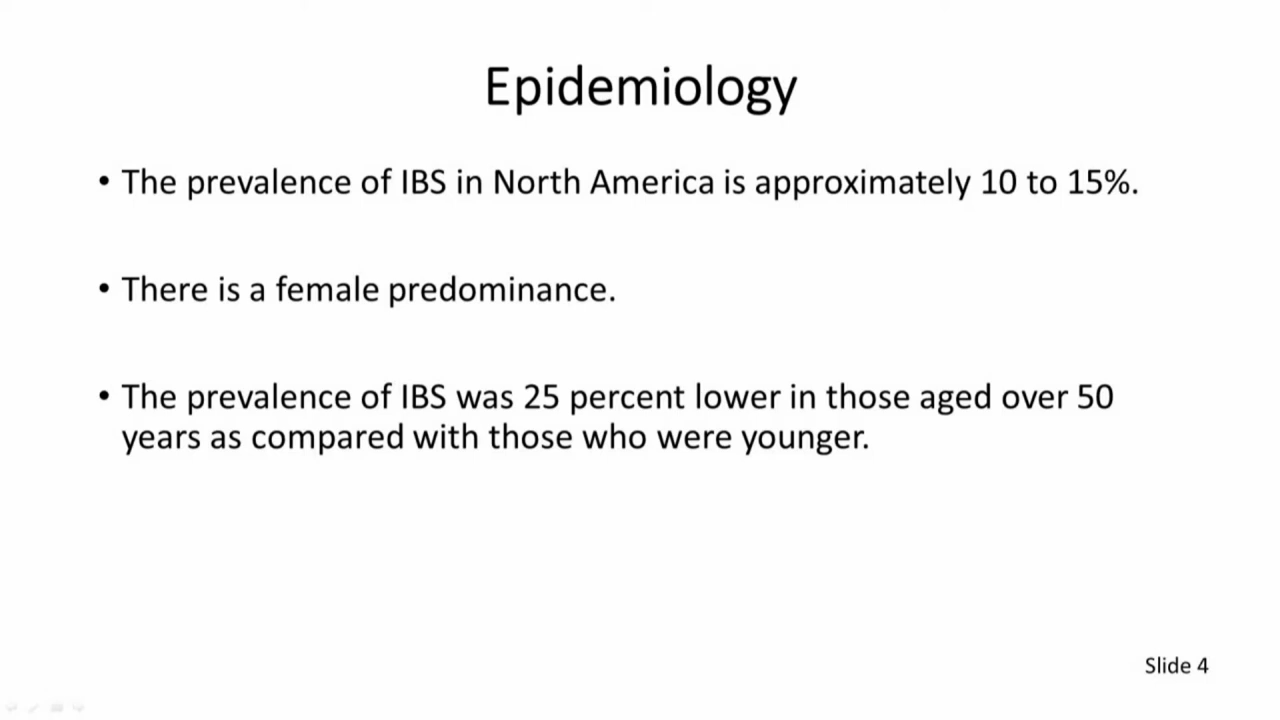 Epidemiology
• The prevalence of IBS in North America is approximately 10 to 15%.
• There is a female predominance.
• The prevalence of IBS was 25 percent lower in those aged over 50
years as compared with those who were younger.
Slide 4